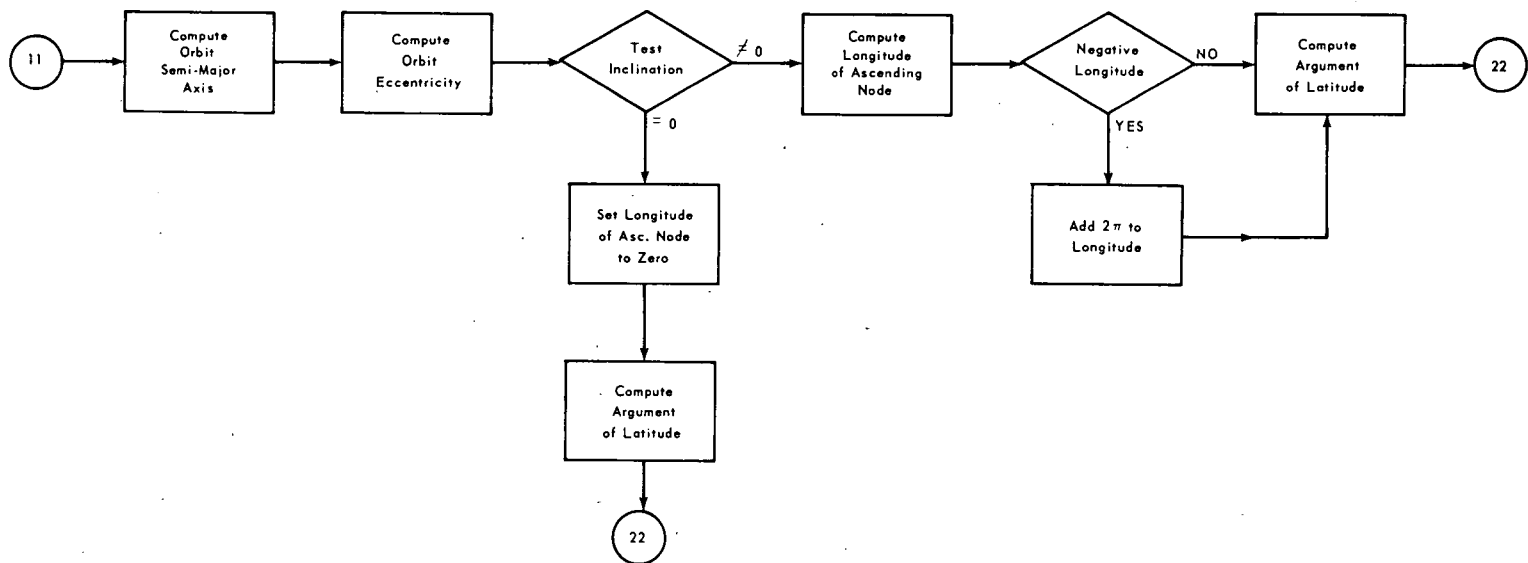 11
Compute
Orbit
Semi-Major
Axis
Compute
Orbit
Eccentricity
Test
Inclination
≠ 0
= 0
Compute
Longitude
of Ascending
Node
Negative
Longitude
NO
YES
Compute
Argument
of Latitude
22
Set Longitude
of Asc. Node
to Zero
Add 2π to
Longitude
Compute
Argument
of Latitude
22